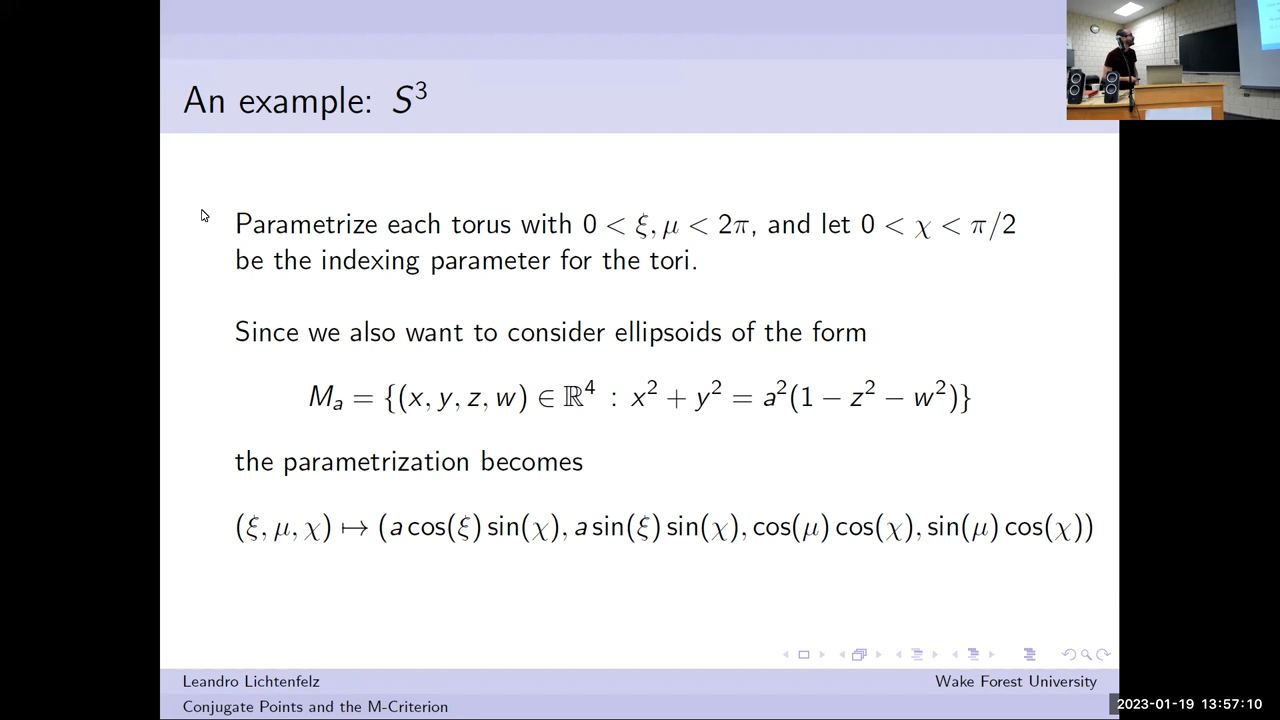 An example: S³
Parametrize each torus with 0 < ξ, μ < 2π, and let 0 < χ < π/2
be the indexing parameter for the tori.
Since we also want to consider ellipsoids of the form
Mₐ = {(x, y, z, w) ∈ ℝ⁴ : x² + y² = a²(1 − z² − w²)}
the parametrization becomes
(ξ, μ, χ) ↦ (a cos(ξ) sin(χ), a sin(ξ) sin(χ), cos(μ) cos(χ), sin(μ) cos(χ))
Leandro Lichtenfelz
Wake Forest University
Conjugate Points and the M-Criterion
2023-01-19 13:57:10